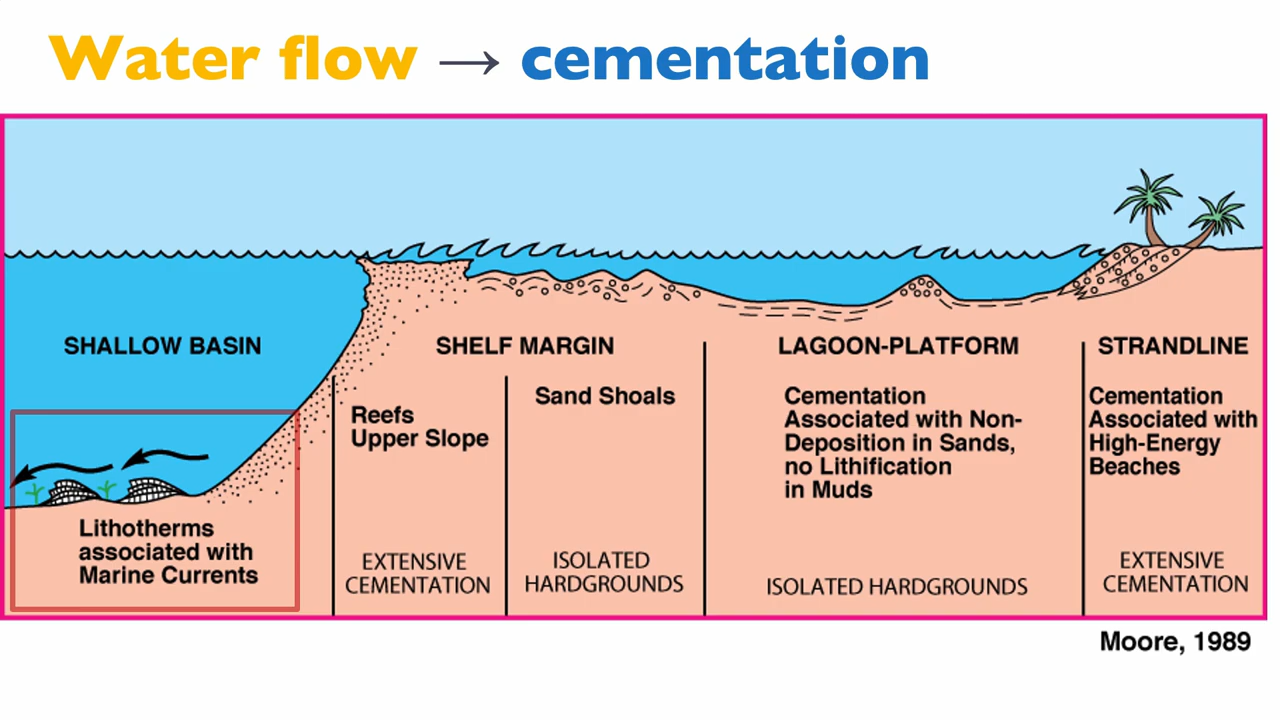 Water flow → cementation
SHALLOW BASIN
SHELF MARGIN
LAGOON-PLATFORM
STRANDLINE
Reefs
Upper Slope
Sand Shoals
Cementation
Associated with Non-
Deposition in Sands,
no Lithification
in Muds
Cementation
Associated with
High-Energy
Beaches
Lithotherms
associated with
Marine Currents
EXTENSIVE
CEMENTATION
ISOLATED
HARDGROUNDS
ISOLATED HARDGROUNDS
EXTENSIVE
CEMENTATION
Moore, 1989